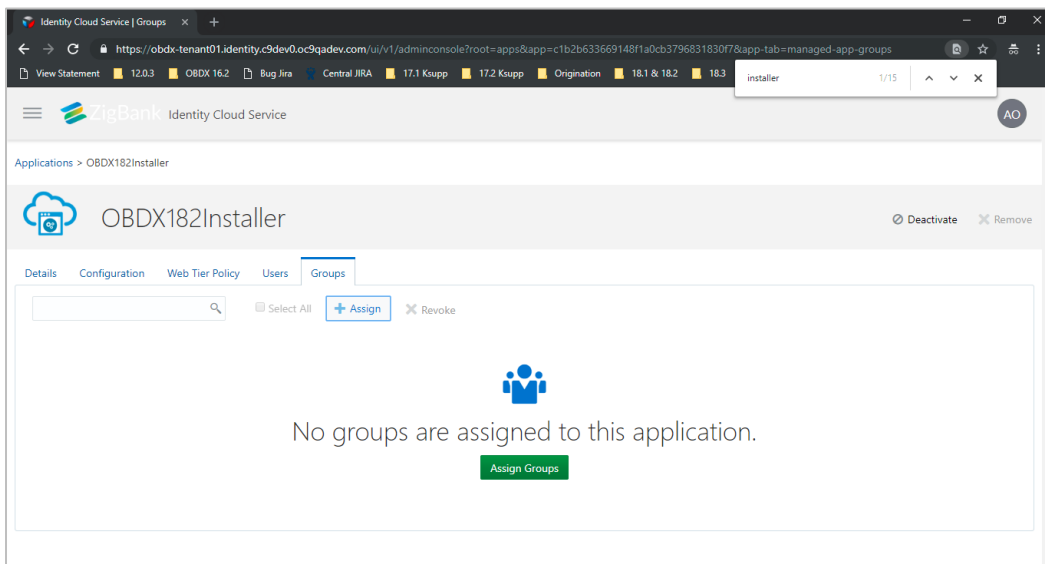 Identity Cloud Service | Groups
https://obdx-tenant01.identity.c9dev0.oc9qadev.com/ui/v1/adminconsole?root=apps&app=c1b2b633669148f1a0cb3796831830f7&app-tab=managed-app-groups
View Statement 12.0.3 OBDX 16.2 Bug Jira Central JIRA 17.1 Ksupp 17.2 Ksupp Origination 18.1 & 18.2 18.3
installer 1/15
ZigBank Identity Cloud Service AO
Applications > OBDX182Installer
OBDX182Installer Deactivate Remove
Details Configuration Web Tier Policy Users Groups
Select All Assign Revoke
No groups are assigned to this application.
Assign Groups